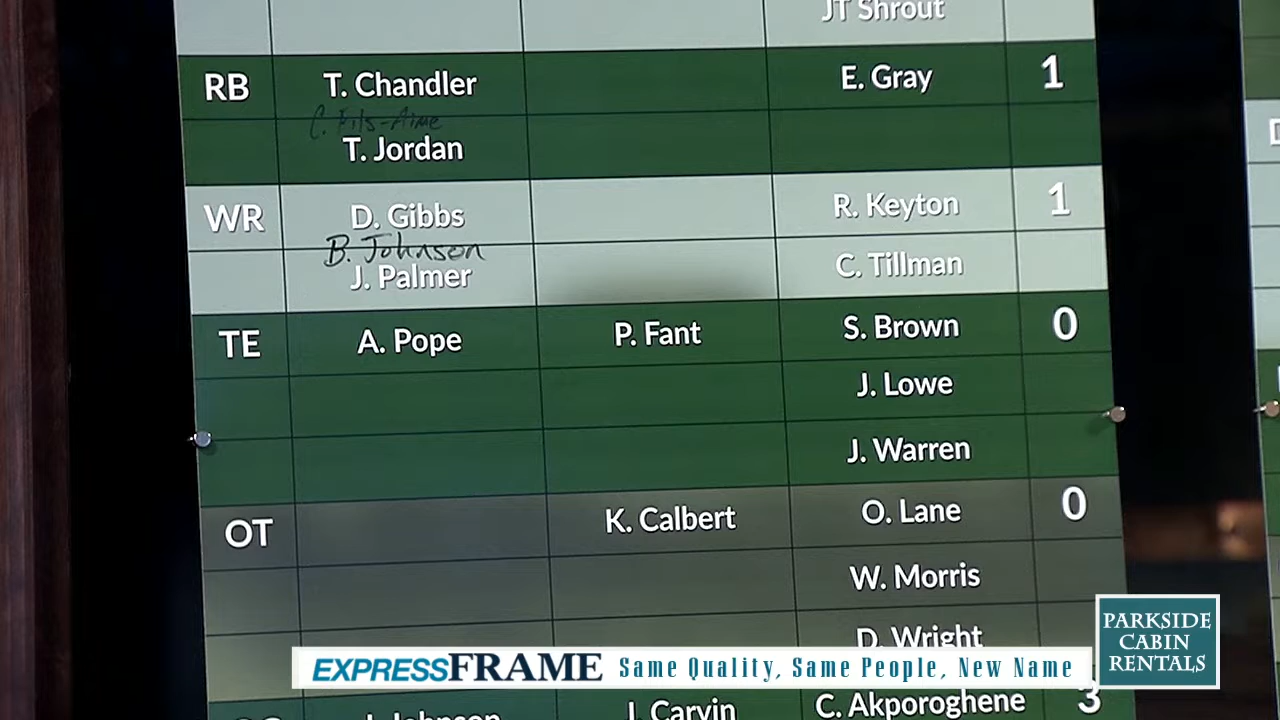 JT Shrout
RB T. Chandler E. Gray 1
C. Fils-Aime
T. Jordan
WR D. Gibbs R. Keyton 1
B. Johnson
J. Palmer C. Tillman
TE A. Pope P. Fant S. Brown 0
J. Lowe
J. Warren
OT K. Calbert O. Lane 0
W. Morris
D. Wright
J. Johnson J. Carvin C. Akporoghene 3
EXPRESSFRAME Same Quality, Same People, New Name
PARKSIDE
CABIN
RENTALS